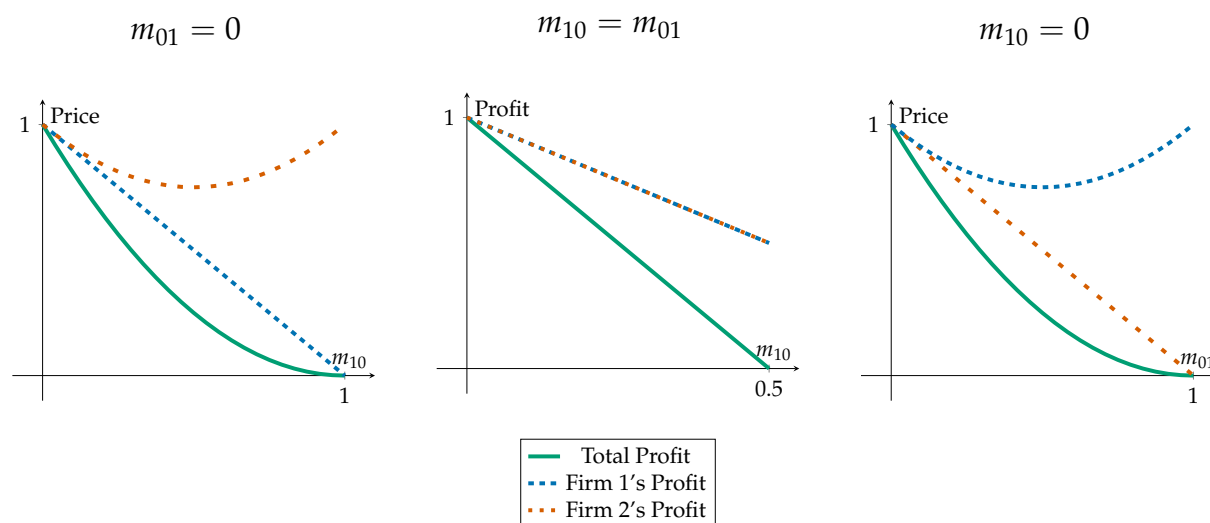 m₀₁ = 0
Price
1
m₁₀
1
m₁₀ = m₀₁
Profit
1
m₁₀
0.5
m₁₀ = 0
Price
1
m₀₁
1
Total Profit
Firm 1's Profit
Firm 2's Profit